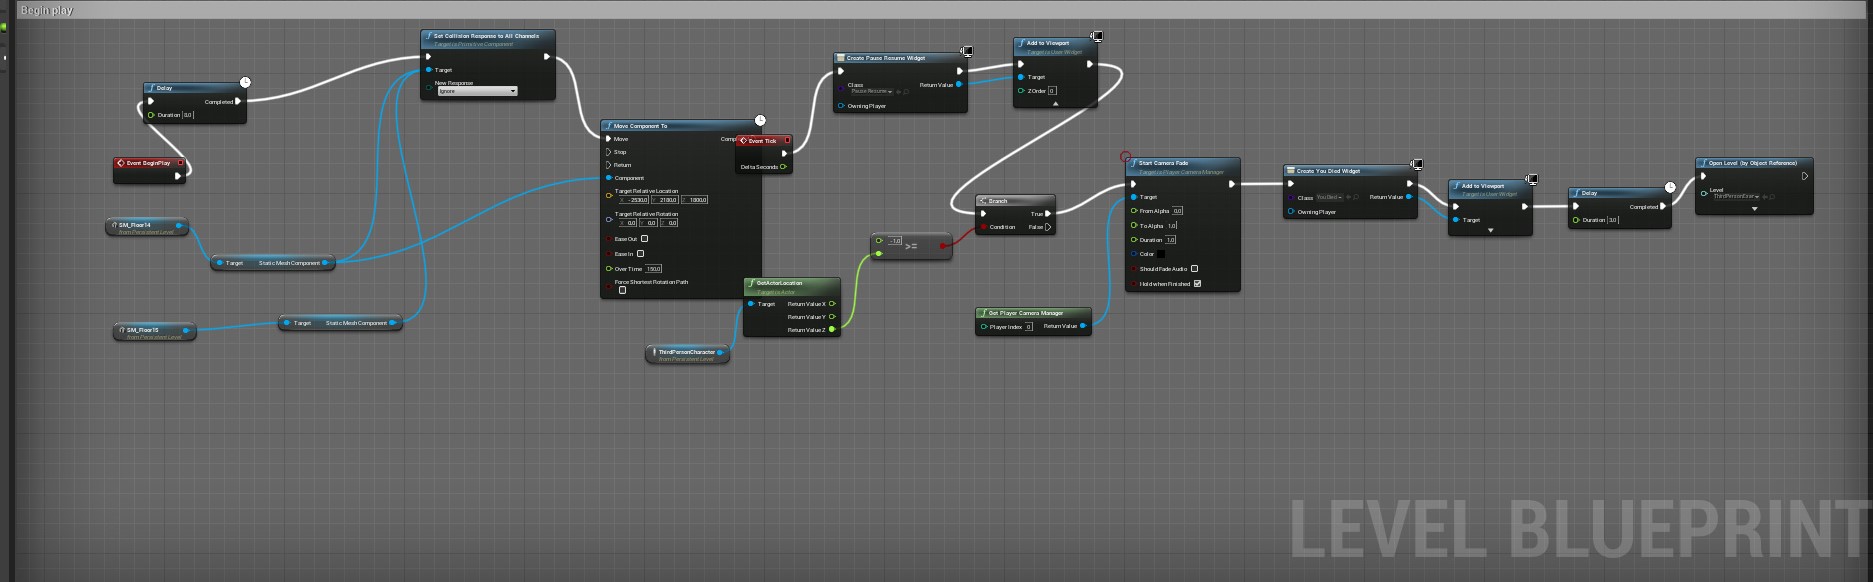 Begin play
Delay
Completed
Duration 0,0
Event BeginPlay
SM_Floor14
from Persistent Level
Target Static Mesh Component
SM_Floor15
from Persistent Level
Target Static Mesh Component
Set Collision Response to All Channels
Target is Primitive Component
Target
New Response
Ignore
Move Component To
Move
Stop
Return
Component
Target Relative Location
X -2530,0 Y 2180,0 Z 1800,0
Target Relative Rotation
X 0,0 Y 0,0 Z 0,0
Ease Out
Ease In
Over Time 150,0
Force Shortest Rotation Path
Event Tick
Delta Seconds
GetActorLocation
Target is Actor
Target Return Value X
Return Value Y
Return Value Z
ThirdPersonCharacter
from Persistent Level
Create Pause Resume Widget
Class Return Value
Pause Resume
Owning Player
Add to Viewport
Target is User Widget
Target
ZOrder 0
-1,0 >=
Branch
True
Condition False
Get Player Camera Manager
Player Index 0 Return Value
Start Camera Fade
Target is Player Camera Manager
Target
From Alpha 0,0
To Alpha 1,0
Duration 1,0
Color
Should Fade Audio
Hold when Finished
Create You Died Widget
Class You Died Return Value
Owning Player
Add to Viewport
Target is User Widget
Target
Delay
Completed
Duration 3,0
Open Level (by Object Reference)
Level
LEVEL BLUEPRINT